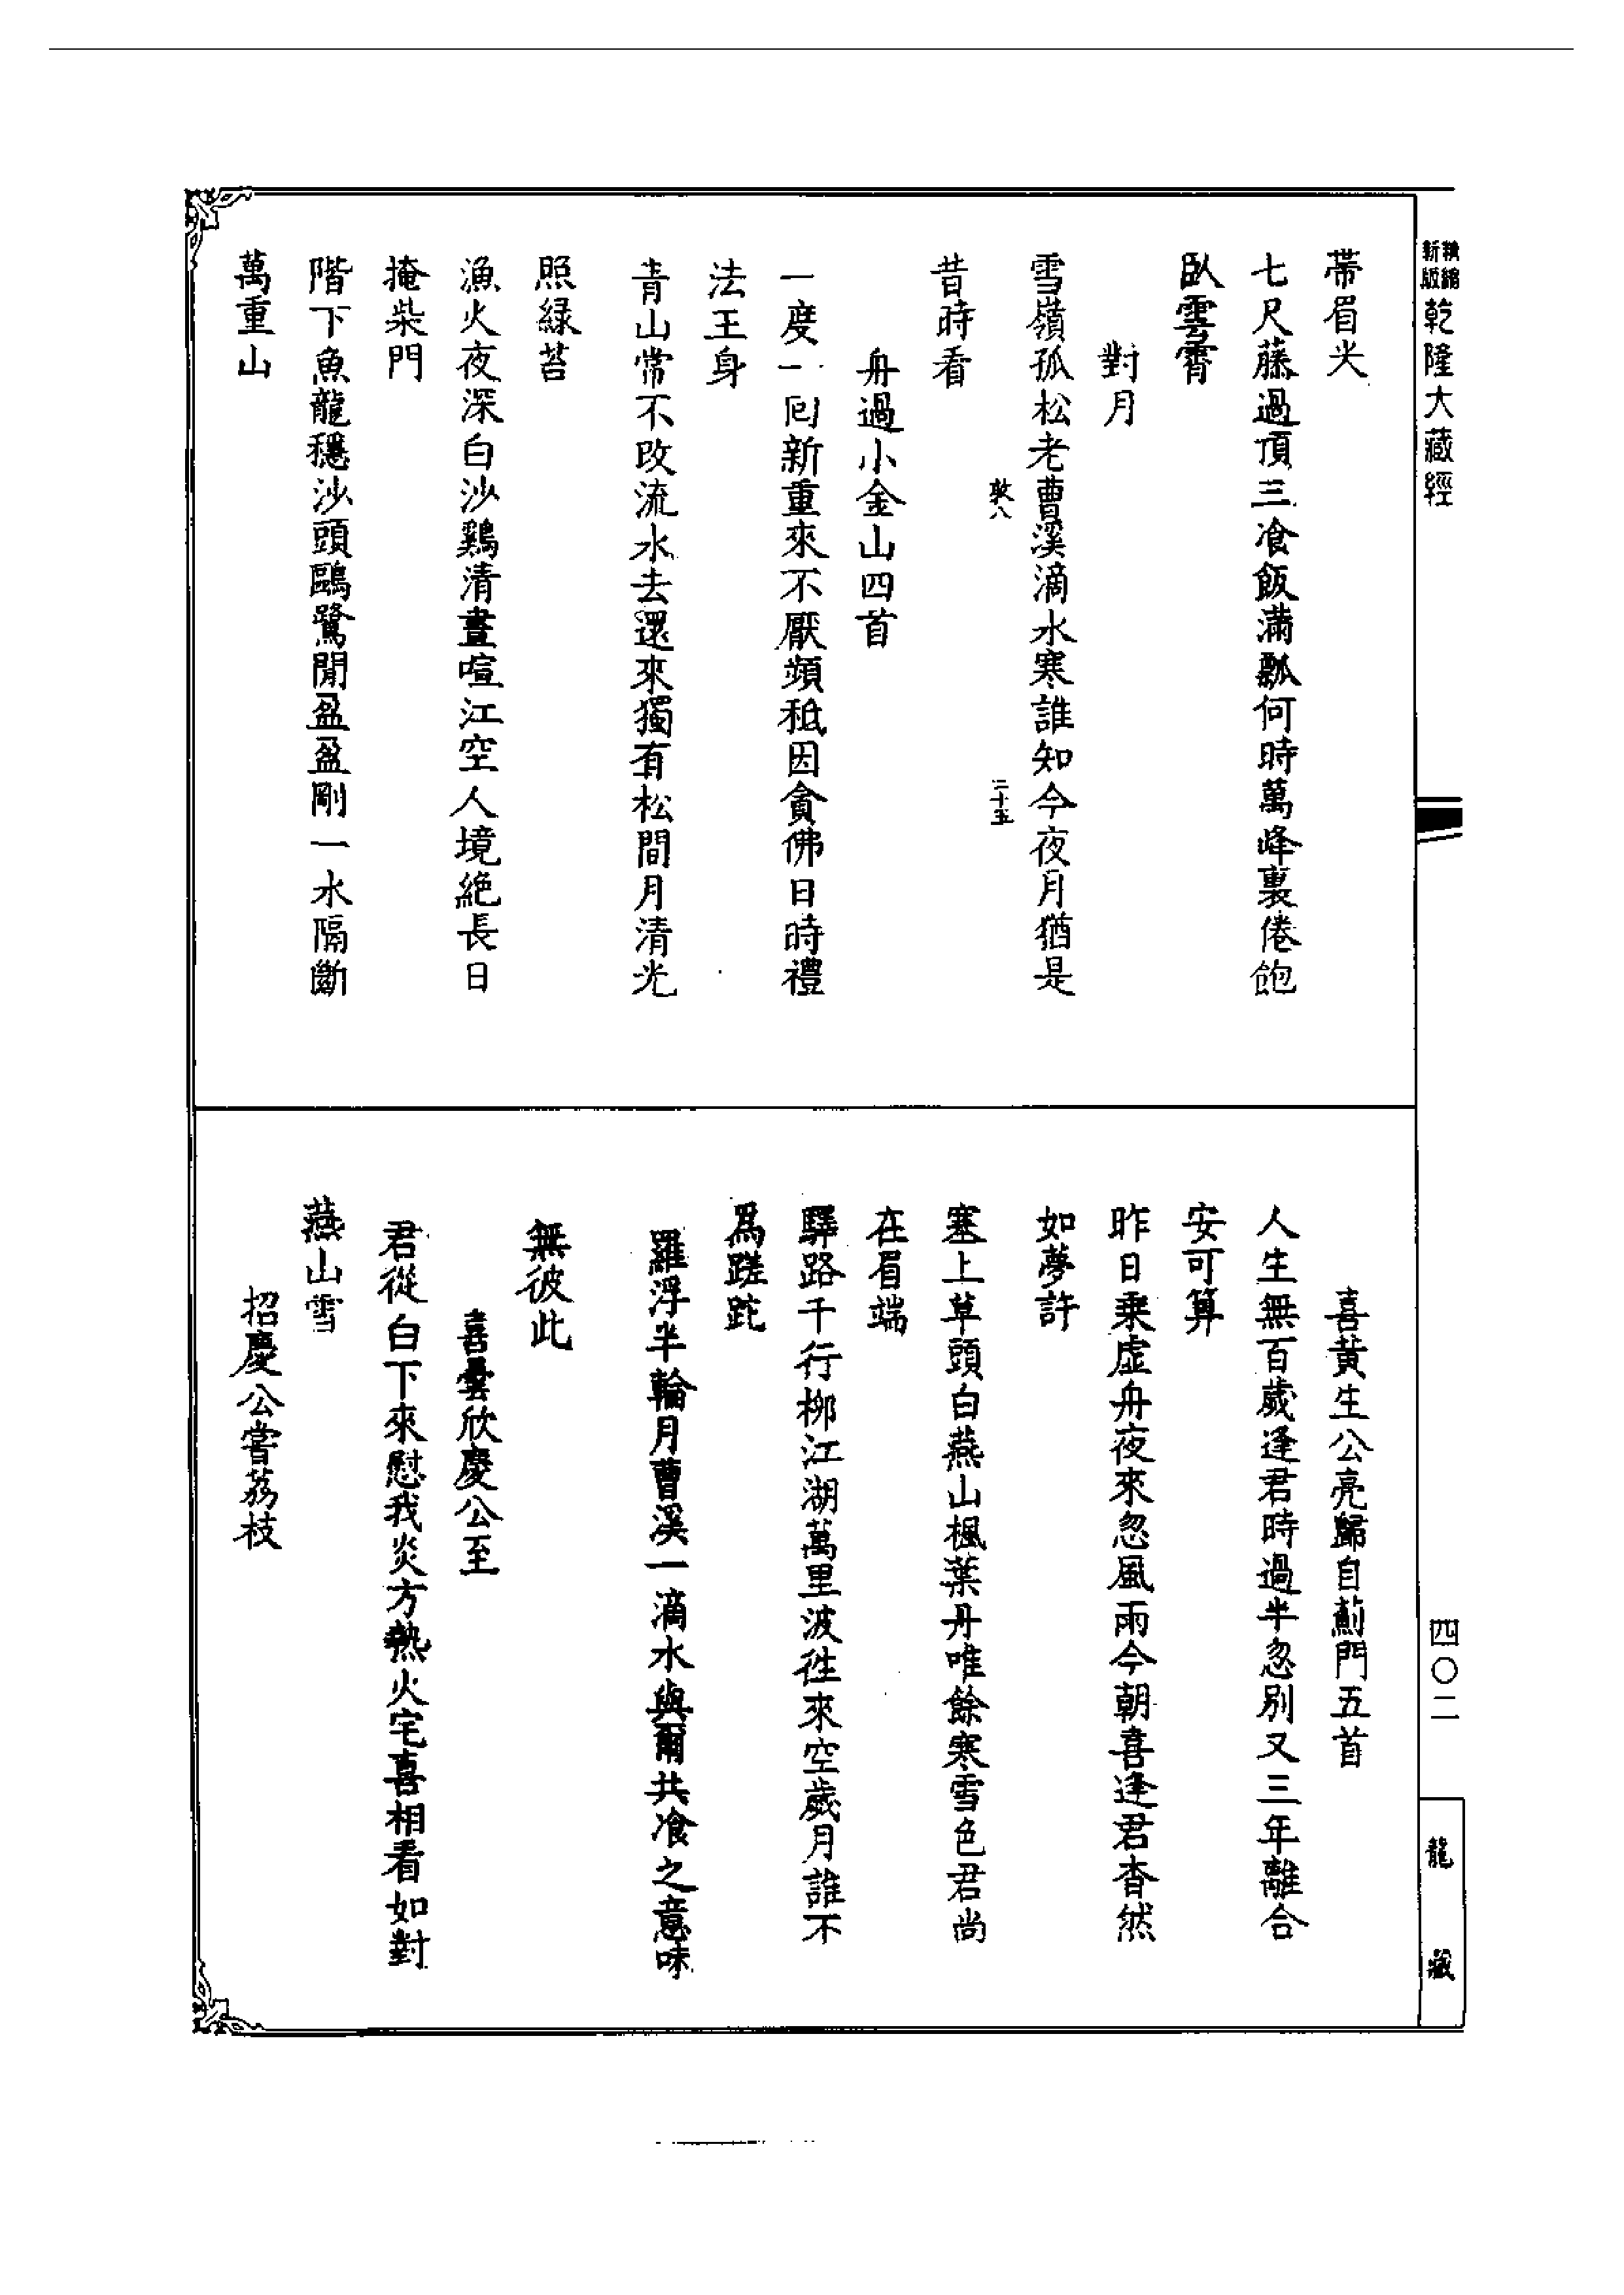 精編
新版
乾隆大藏經
帶眉尖
七尺藤過頂三飡飯滿瓢何時萬峰裏倦飽
臥雲霄
對月
雪嶺孤松老曹溪滴水寒誰知今夜月猶是
二十五
昔時看
舟過小金山四首
一度一回新重來不厭頻秪因貪佛日時禮
法王身
青山常不改流水去還來獨有松間月清光
照綠苔
漁火夜深白沙鷄清晝喧江空人境絶長日
掩柴門
階下魚龍穩沙頭鷗鷺閒盈盈剛一水隔斷
萬重山
喜黃生公亮歸自薊門五首
人生無百歲逢君時過半忽别又三年離合
安可算
昨日乘虛舟夜來忽風雨今朝喜逢君杳然
如夢許
塞上草頭白燕山楓葉丹唯餘寒雪色君尚
在眉端
驛路千行栁江湖萬里波徃來空歲月誰不
爲蹉跎
羅浮半輪月曹溪一滴水與爾共飡之意味
無彼此
喜曇欣慶公至
君從白下來慰我炎方熱火宅喜相看如對
燕山雪
招慶公嘗荔枝
四〇二
龍藏